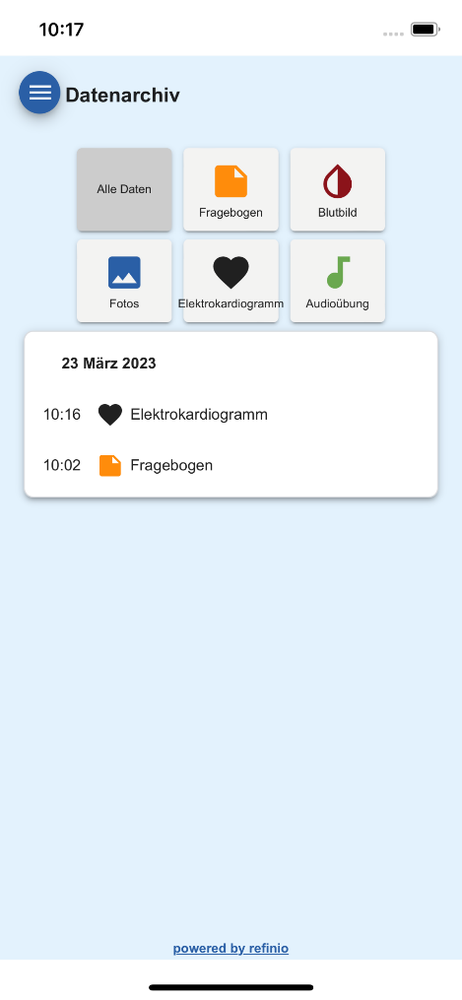 10:17
Datenarchiv
Alle Daten
Fragebogen
Blutbild
Fotos
Elektrokardiogramm
Audioübung
23 März 2023
10:16 Elektrokardiogramm
10:02 Fragebogen
powered by refinio